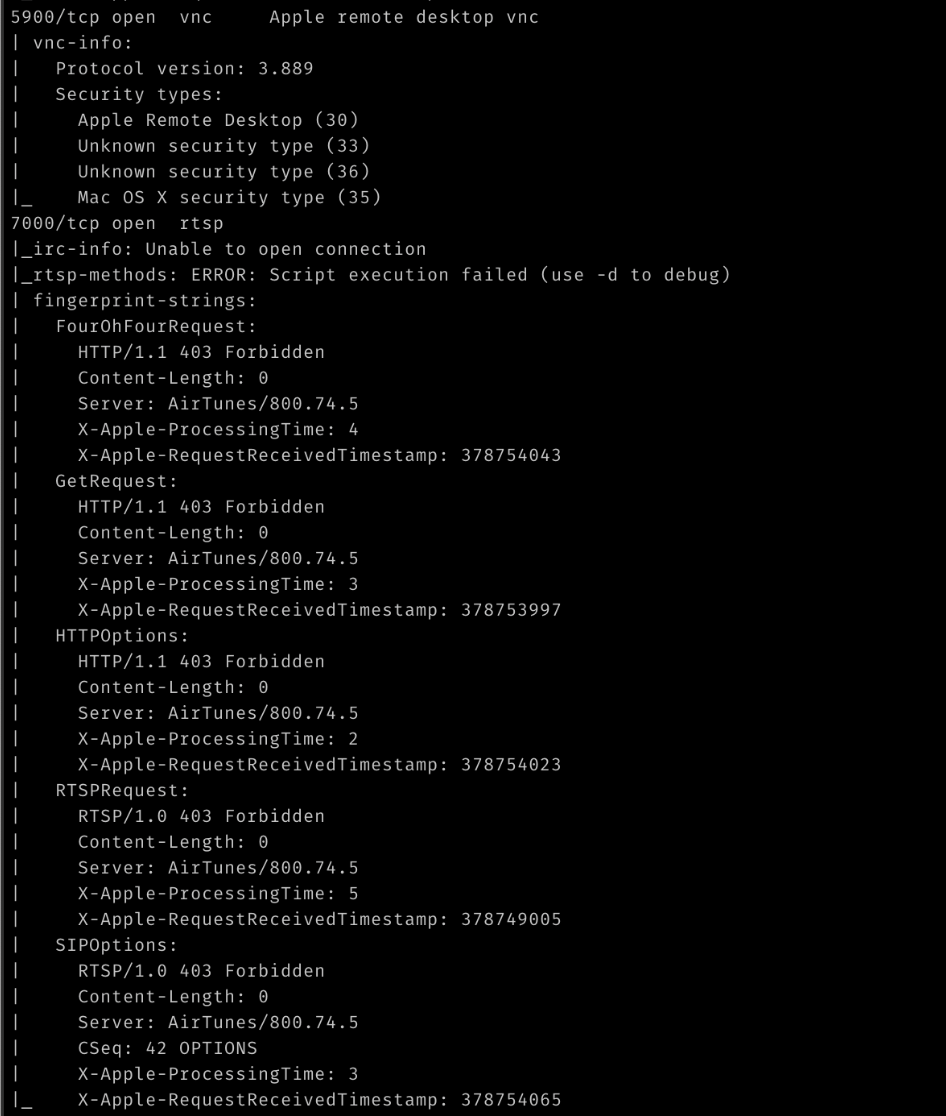 5900/tcp open  vnc     Apple remote desktop vnc
| vnc-info:
|   Protocol version: 3.889
|   Security types:
|     Apple Remote Desktop (30)
|     Unknown security type (33)
|     Unknown security type (36)
|_    Mac OS X security type (35)
7000/tcp open  rtsp
|_irc-info: Unable to open connection
|_rtsp-methods: ERROR: Script execution failed (use -d to debug)
| fingerprint-strings:
|   FourOhFourRequest:
|     HTTP/1.1 403 Forbidden
|     Content-Length: 0
|     Server: AirTunes/800.74.5
|     X-Apple-ProcessingTime: 4
|     X-Apple-RequestReceivedTimestamp: 378754043
|   GetRequest:
|     HTTP/1.1 403 Forbidden
|     Content-Length: 0
|     Server: AirTunes/800.74.5
|     X-Apple-ProcessingTime: 3
|     X-Apple-RequestReceivedTimestamp: 378753997
|   HTTPOptions:
|     HTTP/1.1 403 Forbidden
|     Content-Length: 0
|     Server: AirTunes/800.74.5
|     X-Apple-ProcessingTime: 2
|     X-Apple-RequestReceivedTimestamp: 378754023
|   RTSPRequest:
|     RTSP/1.0 403 Forbidden
|     Content-Length: 0
|     Server: AirTunes/800.74.5
|     X-Apple-ProcessingTime: 5
|     X-Apple-RequestReceivedTimestamp: 378749005
|   SIPOptions:
|     RTSP/1.0 403 Forbidden
|     Content-Length: 0
|     Server: AirTunes/800.74.5
|     CSeq: 42 OPTIONS
|     X-Apple-ProcessingTime: 3
|_    X-Apple-RequestReceivedTimestamp: 378754065